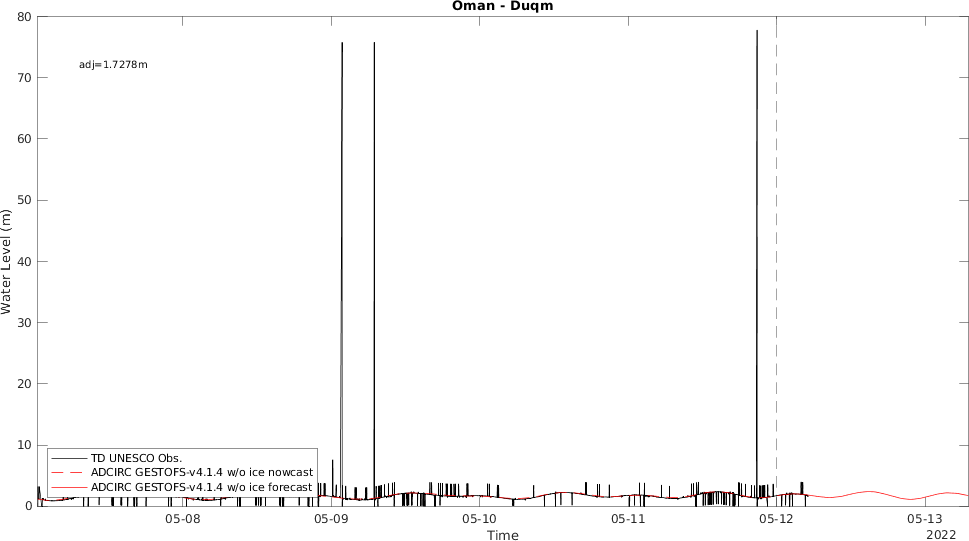 Oman - Duqm
80
adj=1.7278m
70
60
50
40
30
20
10
0
Water Level (m)
TD UNESCO Obs.
ADCIRC GESTOFS-v4.1.4 w/o ice nowcast
ADCIRC GESTOFS-v4.1.4 w/o ice forecast
05-08 05-09 05-10 05-11 05-12 05-13
Time
2022